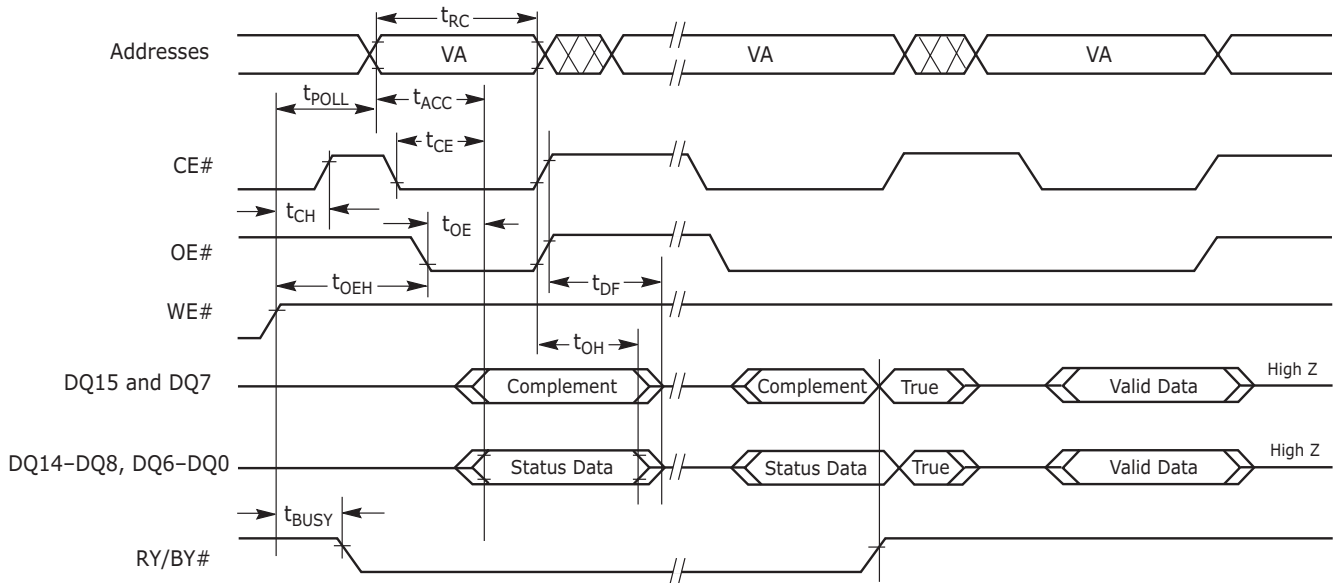 tRC
Addresses VA VA VA
tPOLL tACC
tCE
CE#
tCH tOE
OE#
tOEH tDF
WE#
tOH
DQ15 and DQ7 Complement Complement True Valid Data High Z
DQ14–DQ8, DQ6–DQ0 Status Data Status Data True Valid Data High Z
tBUSY
RY/BY#